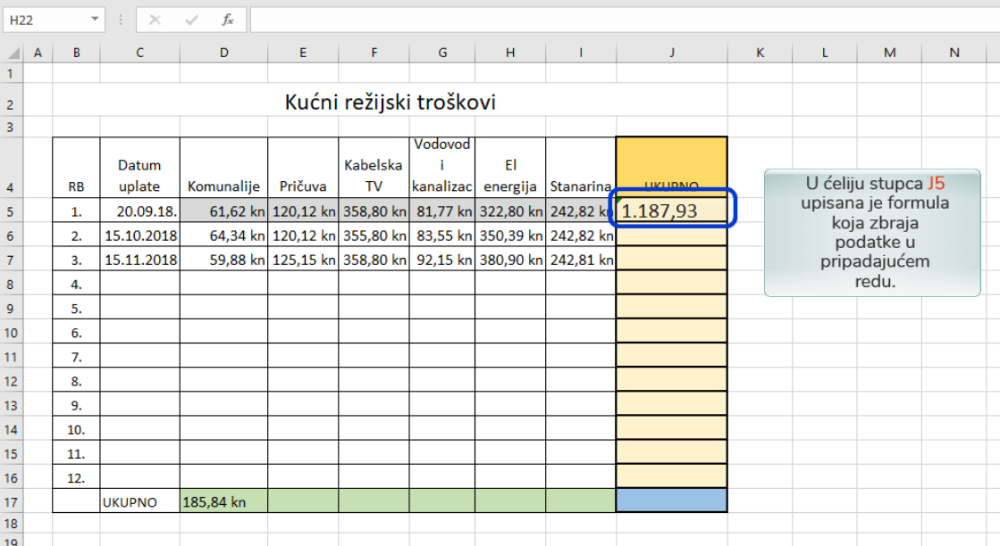 H22
fx
A B C D E F G H I J K L M N
1
2 Kućni režijski troškovi
3
4 RB Datum uplate Komunalije Pričuva Kabelska TV Vodovod i kanalizac El energija Stanarina UKUPNO
5 1. 20.09.18. 61,62 kn 120,12 kn 358,80 kn 81,77 kn 322,80 kn 242,82 kn 1.187,93
6 2. 15.10.2018 64,34 kn 120,12 kn 355,80 kn 83,55 kn 350,39 kn 242,82 kn
7 3. 15.11.2018 59,88 kn 125,15 kn 358,80 kn 92,15 kn 380,90 kn 242,81 kn
8 4.
9 5.
10 6.
11 7.
12 8.
13 9.
14 10.
15 11.
16 12.
17 UKUPNO 185,84 kn
18
19
U ćeliju stupca J5
upisana je formula
koja zbraja
podatke u
pripadajućem
redu.